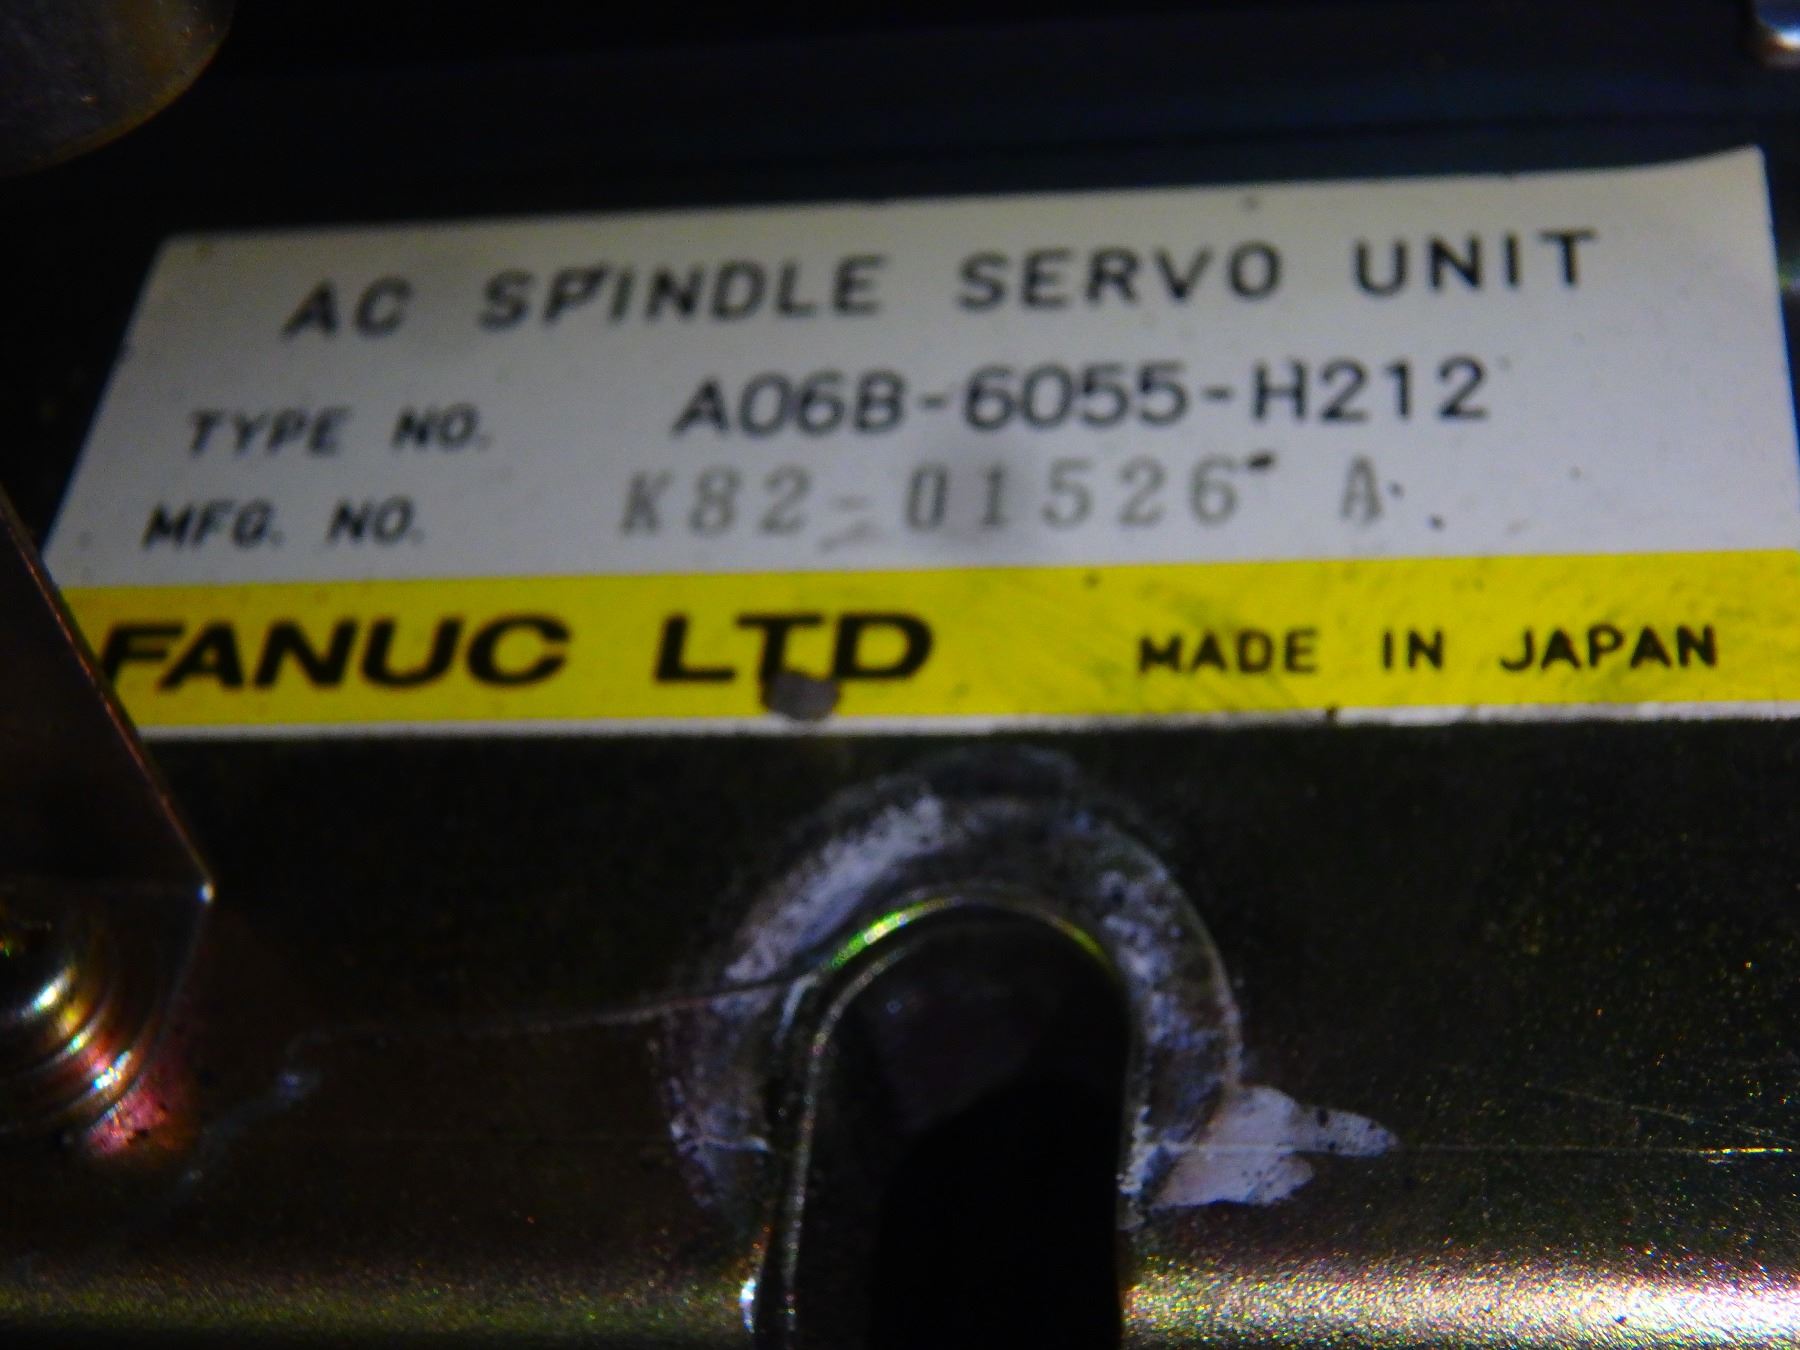 AC SPINDLE SERVO UNIT
TYPE NO. A06B-6055-H212
MFG. NO. K82-01526 A
FANUC LTD MADE IN JAPAN